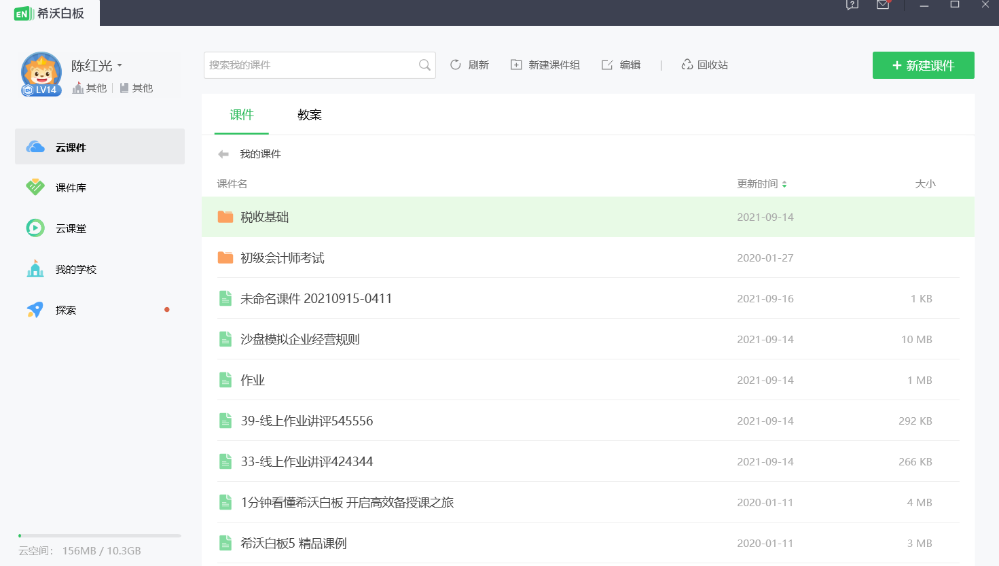 EN 希沃白板
陈红光
LV14
其他 其他
搜索我的课件
刷新
新建课件组
编辑
回收站
+ 新建课件
云课件
课件库
云课堂
我的学校
探索
云空间： 156MB / 10.3GB
课件 教案
我的课件
课件名 更新时间 大小
税收基础 2021-09-14
初级会计师考试 2020-01-27
未命名课件 20210915-0411 2021-09-16 1 KB
沙盘模拟企业经营规则 2021-09-14 10 MB
作业 2021-09-14 1 MB
39-线上作业讲评545556 2021-09-14 292 KB
33-线上作业讲评424344 2021-09-14 266 KB
1分钟看懂希沃白板 开启高效备授课之旅 2020-01-11 4 MB
希沃白板5 精品课例 2020-01-11 3 MB